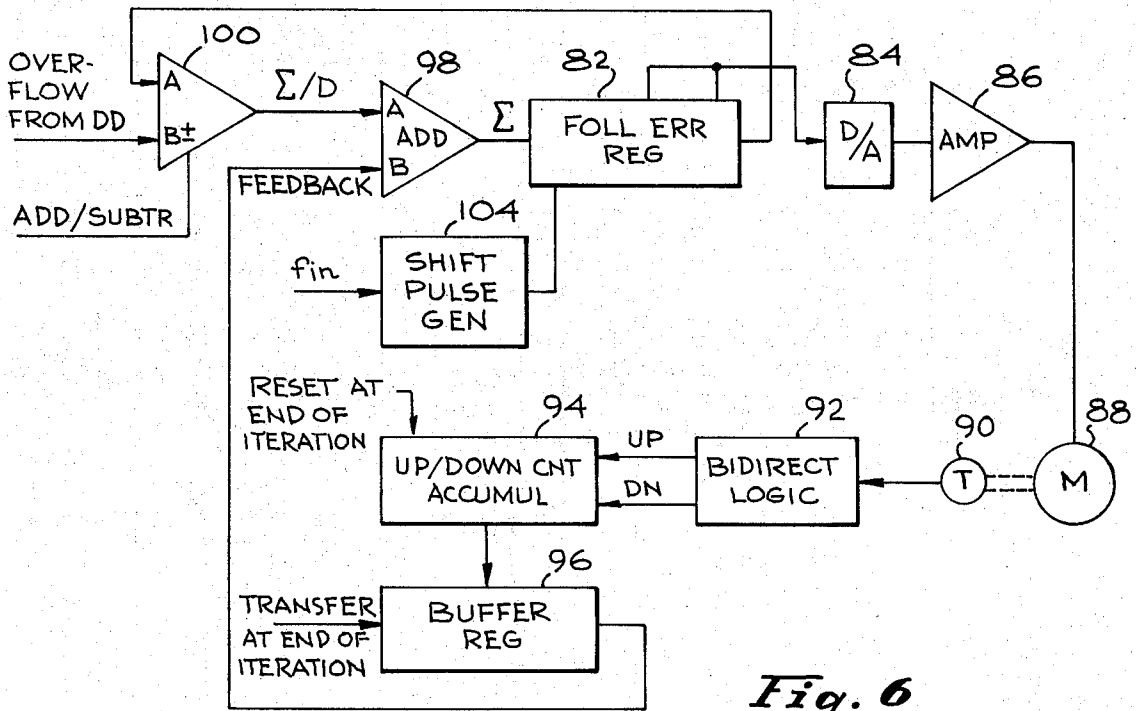 100
OVER-
FLOW
FROM DD
A
B±
Σ/D
ADD/SUBTR
98
A
ADD
B
Σ
FEEDBACK
82
FOLL ERR
REG
84
D/A
86
AMP
104
fin
SHIFT
PULSE
GEN
RESET AT
END OF
ITERATION
94
UP/DOWN CNT
ACCUMUL
UP
DN
92
BIDIRECT
LOGIC
90
T
88
M
96
TRANSFER
AT END OF
ITERATION
BUFFER
REG
Fig. 6